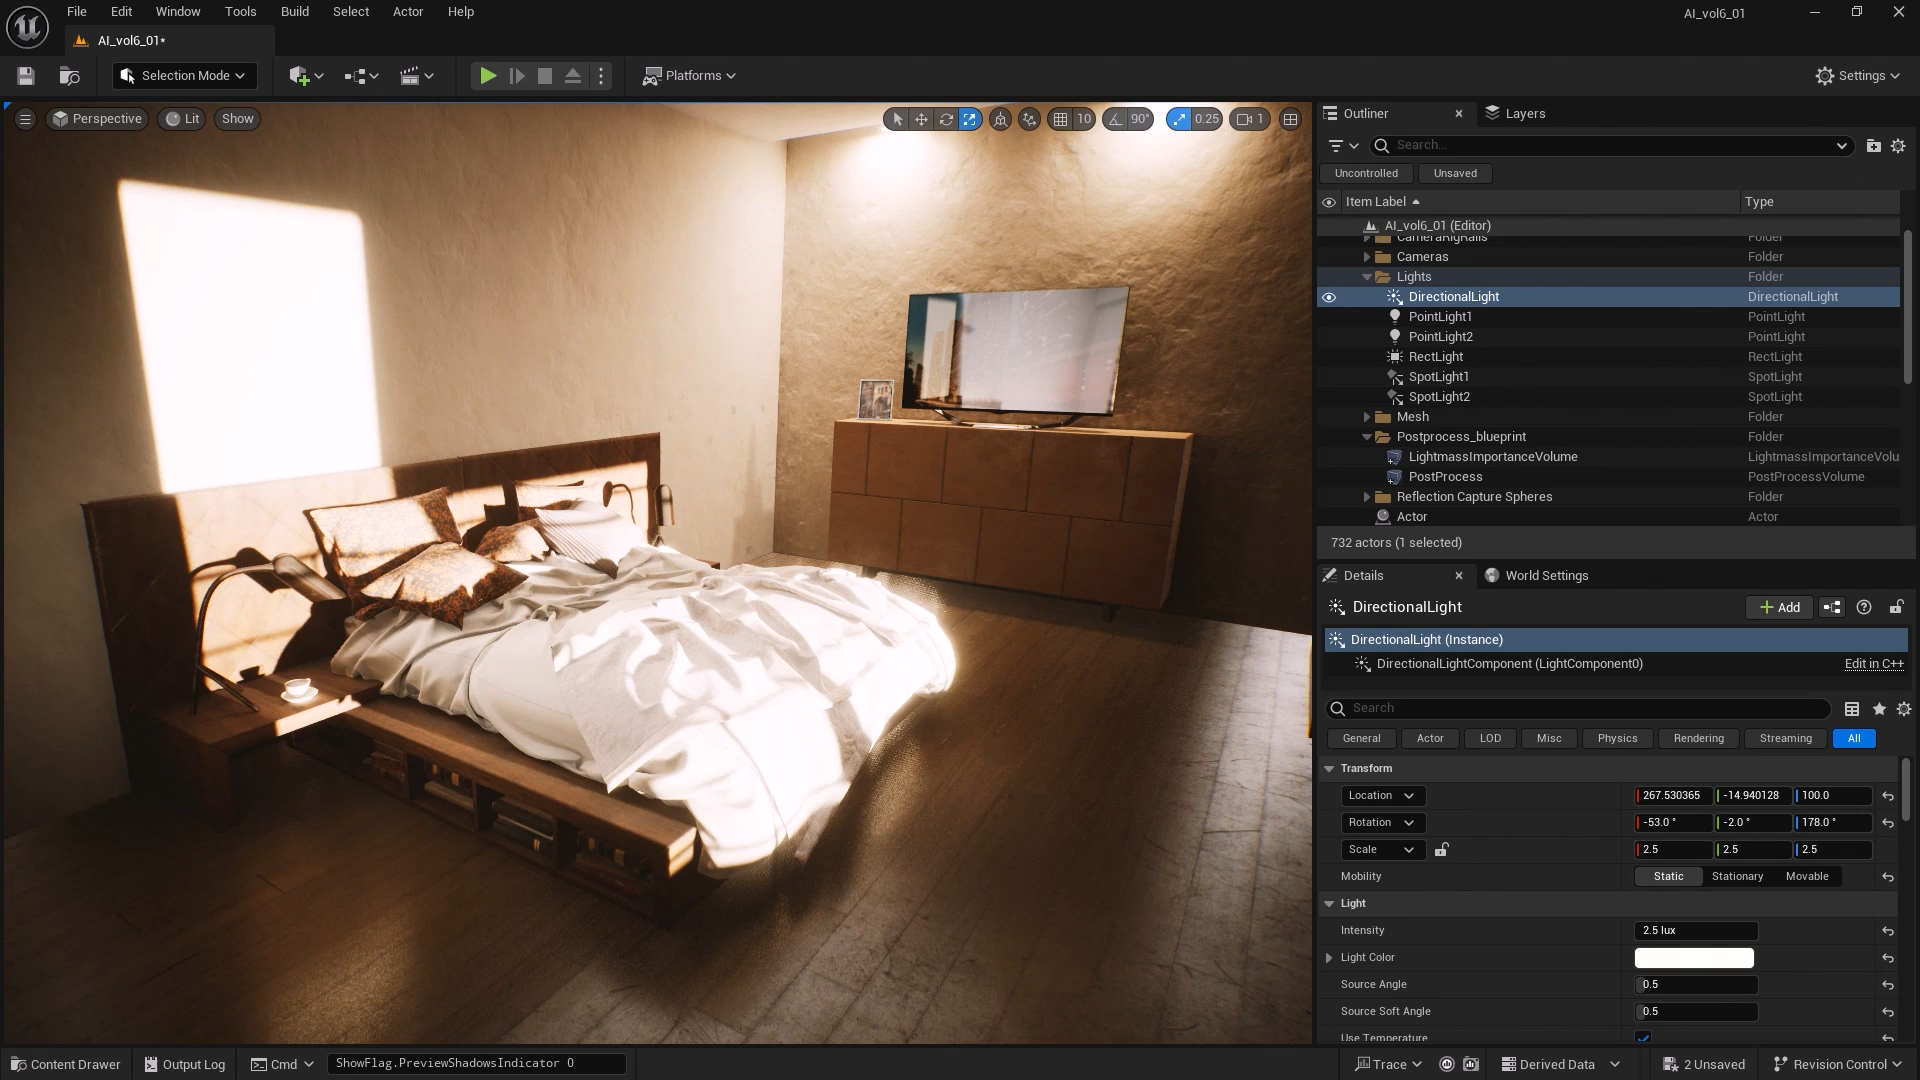 File Edit Window Tools Build Select Actor Help
AI_vol6_01
AI_vol6_01*
Selection Mode
Platforms
Settings
Perspective Lit Show
10 90° 0.25 1
Outliner Layers
Search...
Uncontrolled Unsaved
Item Label Type
AI_vol6_01 (Editor)
CameraRigRails Folder
Cameras Folder
Lights Folder
DirectionalLight DirectionalLight
PointLight1 PointLight
PointLight2 PointLight
RectLight RectLight
SpotLight1 SpotLight
SpotLight2 SpotLight
Mesh Folder
Postprocess_blueprint Folder
LightmassImportanceVolume LightmassImportanceVolu
PostProcess PostProcessVolume
Reflection Capture Spheres Folder
Actor Actor
732 actors (1 selected)
Details World Settings
DirectionalLight Add
DirectionalLight (Instance)
DirectionalLightComponent (LightComponent0) Edit in C++
Search
General Actor LOD Misc Physics Rendering Streaming All
Transform
Location 267.530365 -14.940128 100.0
Rotation -53.0 ° -2.0 ° 178.0 °
Scale 2.5 2.5 2.5
Mobility Static Stationary Movable
Light
Intensity 2.5 lux
Light Color
Source Angle 0.5
Source Soft Angle 0.5
Use Temperature
Content Drawer Output Log Cmd ShowFlag.PreviewShadowsIndicator 0 Trace Derived Data 2 Unsaved Revision Control